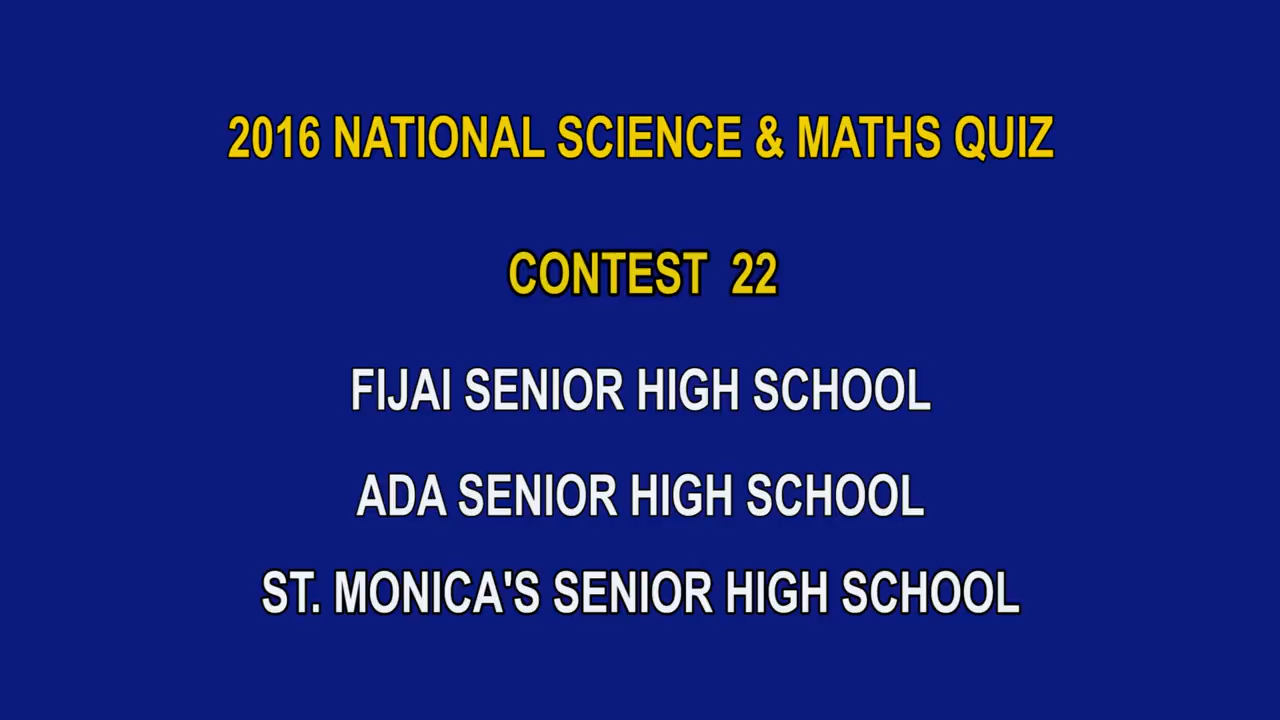 2016 NATIONAL SCIENCE & MATHS QUIZ
CONTEST 22
FIJAI SENIOR HIGH SCHOOL
ADA SENIOR HIGH SCHOOL
ST. MONICA'S SENIOR HIGH SCHOOL